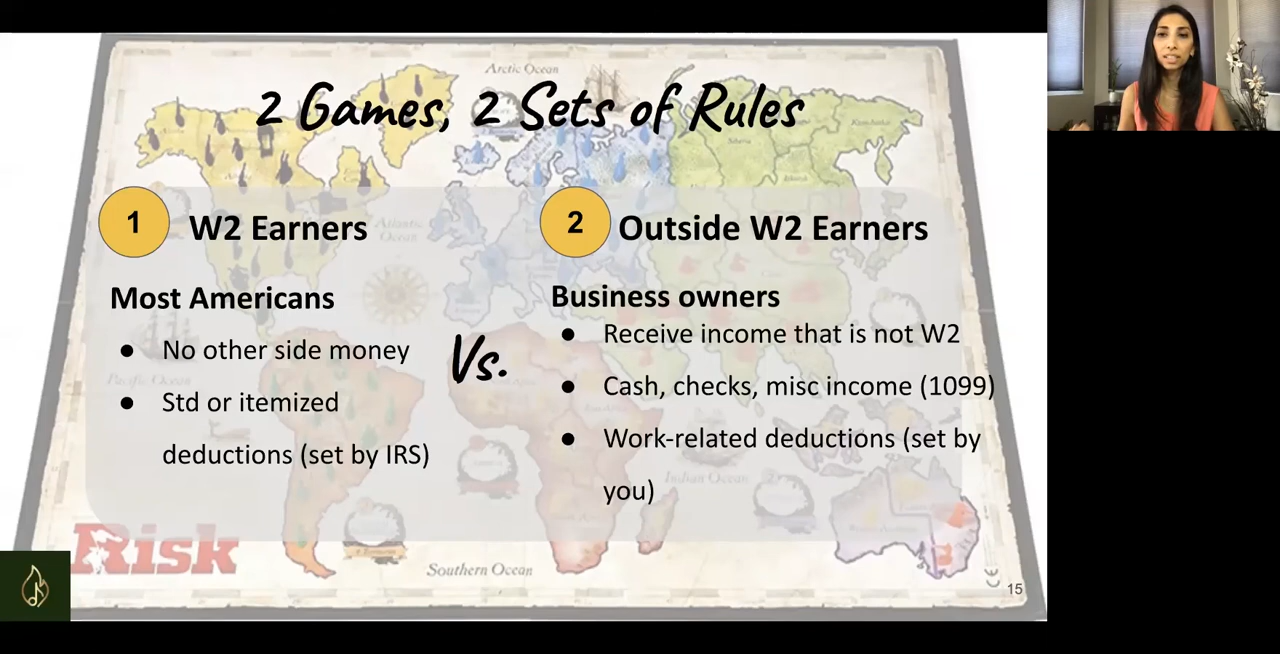 Arctic Ocean
2 Games, 2 Sets of Rules
1
W2 Earners
2
Outside W2 Earners
Atlantic
Ocean
Most Americans
Business owners
● No other side money
● Receive income that is not W2
Vs.
Pacific Ocean
● Std or itemized
● Cash, checks, misc income (1099)
deductions (set by IRS)
● Work-related deductions (set by
you)
Indian Ocean
Risk
Southern Ocean
15